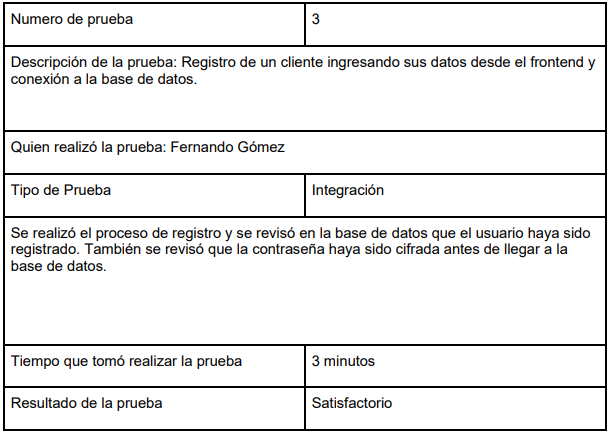 Numero de prueba 3
Descripción de la prueba: Registro de un cliente ingresando sus datos desde el frontend y
conexión a la base de datos.
Quien realizó la prueba: Fernando Gómez
Tipo de Prueba Integración
Se realizó el proceso de registro y se revisó en la base de datos que el usuario haya sido
registrado. También se revisó que la contraseña haya sido cifrada antes de llegar a la
base de datos.
Tiempo que tomó realizar la prueba 3 minutos
Resultado de la prueba Satisfactorio